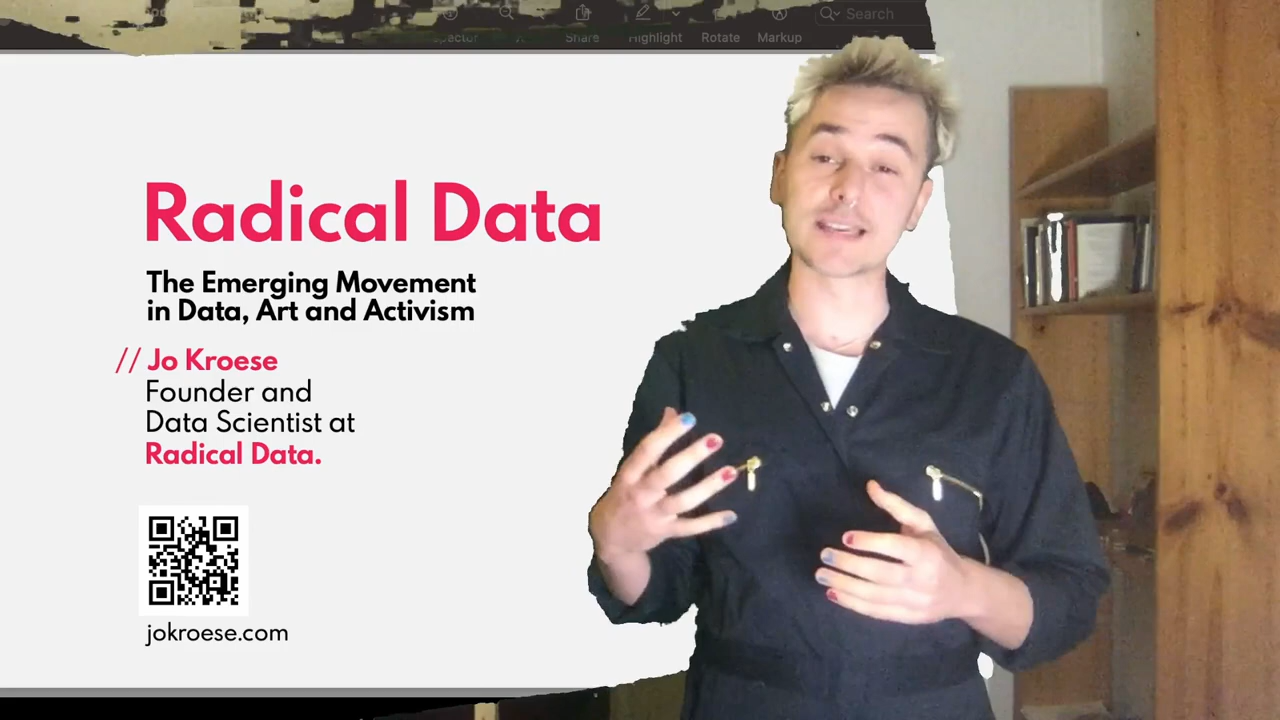 Search
Share
Highlight
Rotate
Markup
Radical Data
The Emerging Movement
in Data, Art and Activism
// Jo Kroese
Founder and
Data Scientist at
Radical Data.
jokroese.com